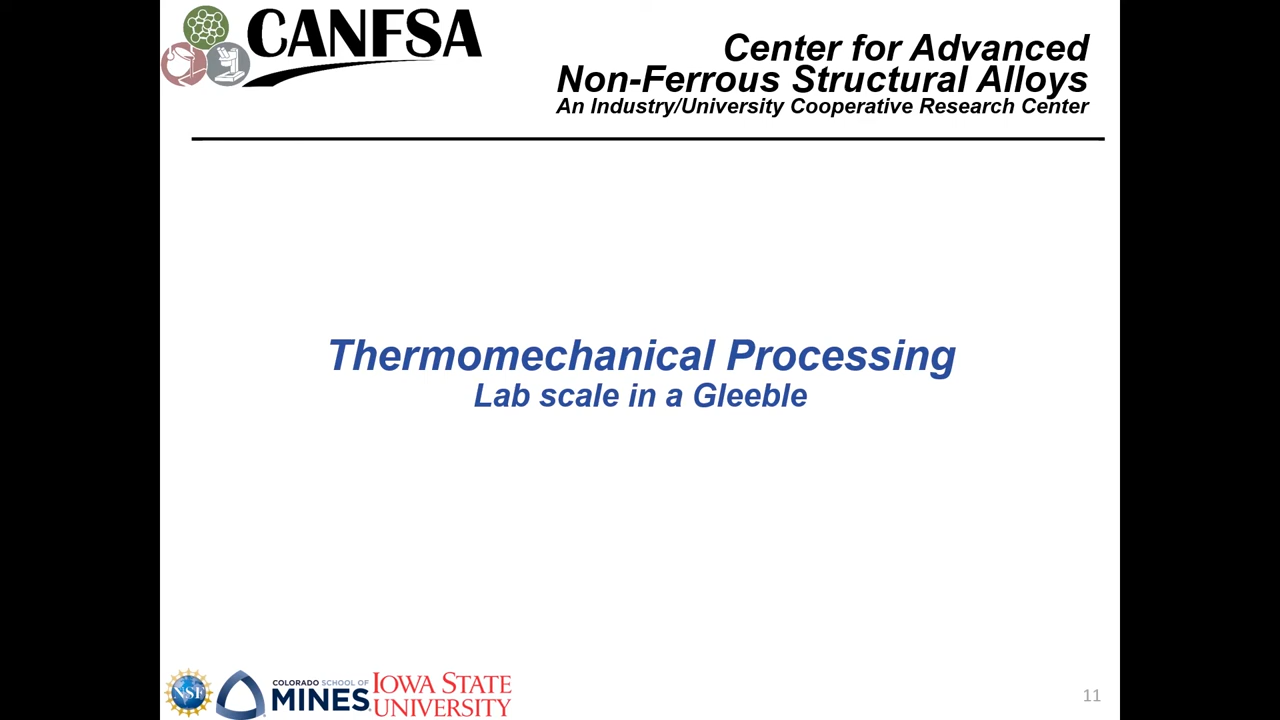 CANFSA
Center for Advanced
Non-Ferrous Structural Alloys
An Industry/University Cooperative Research Center
Thermomechanical Processing
Lab scale in a Gleeble
NSF
COLORADO SCHOOL OF
MINES
IOWA STATE
UNIVERSITY
11